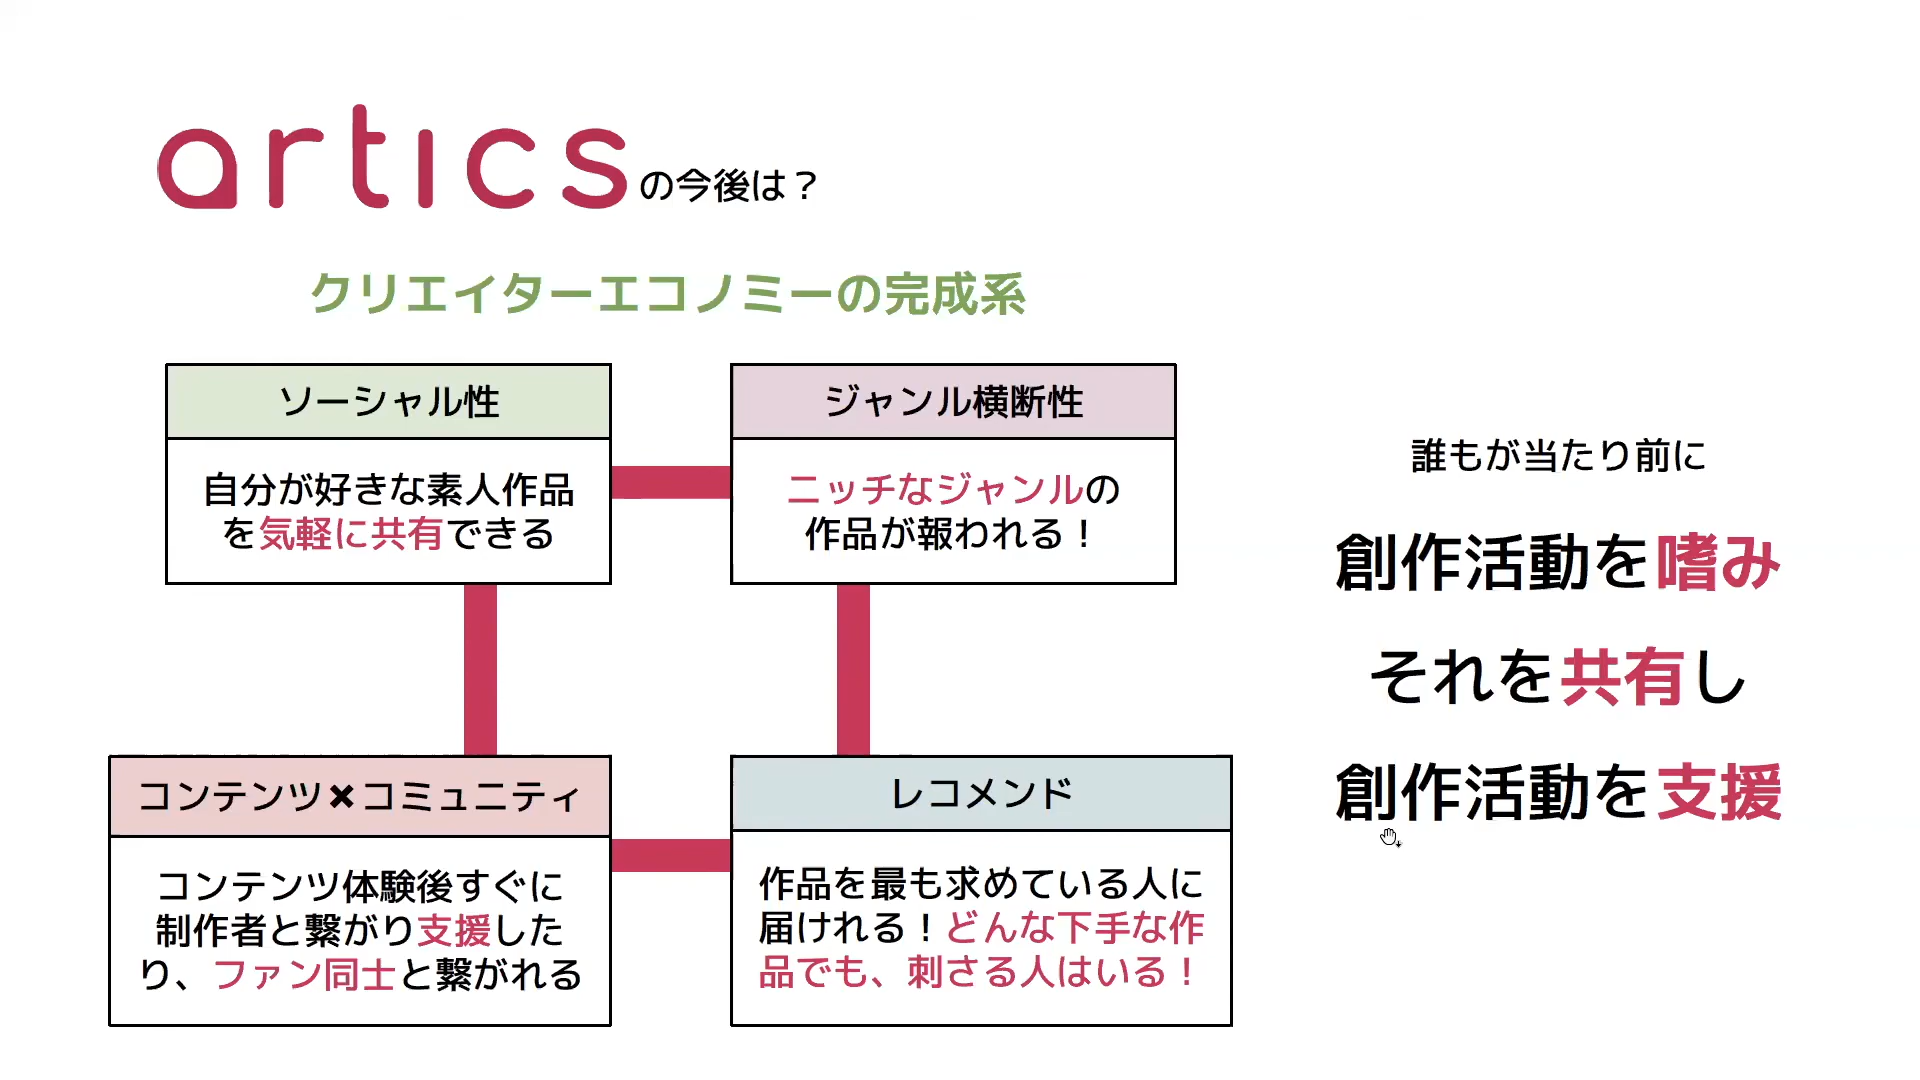 articsの今後は？
クリエイターエコノミーの完成系
ソーシャル性
自分が好きな素人作品
を気軽に共有できる
ジャンル横断性
ニッチなジャンルの
作品が報われる！
コンテンツ✖コミュニティ
コンテンツ体験後すぐに
制作者と繋がり支援した
り、ファン同士と繋がれる
レコメンド
作品を最も求めている人に
届けれる！どんな下手な作
品でも、刺さる人はいる！
誰もが当たり前に
創作活動を嗜み
それを共有し
創作活動を支援